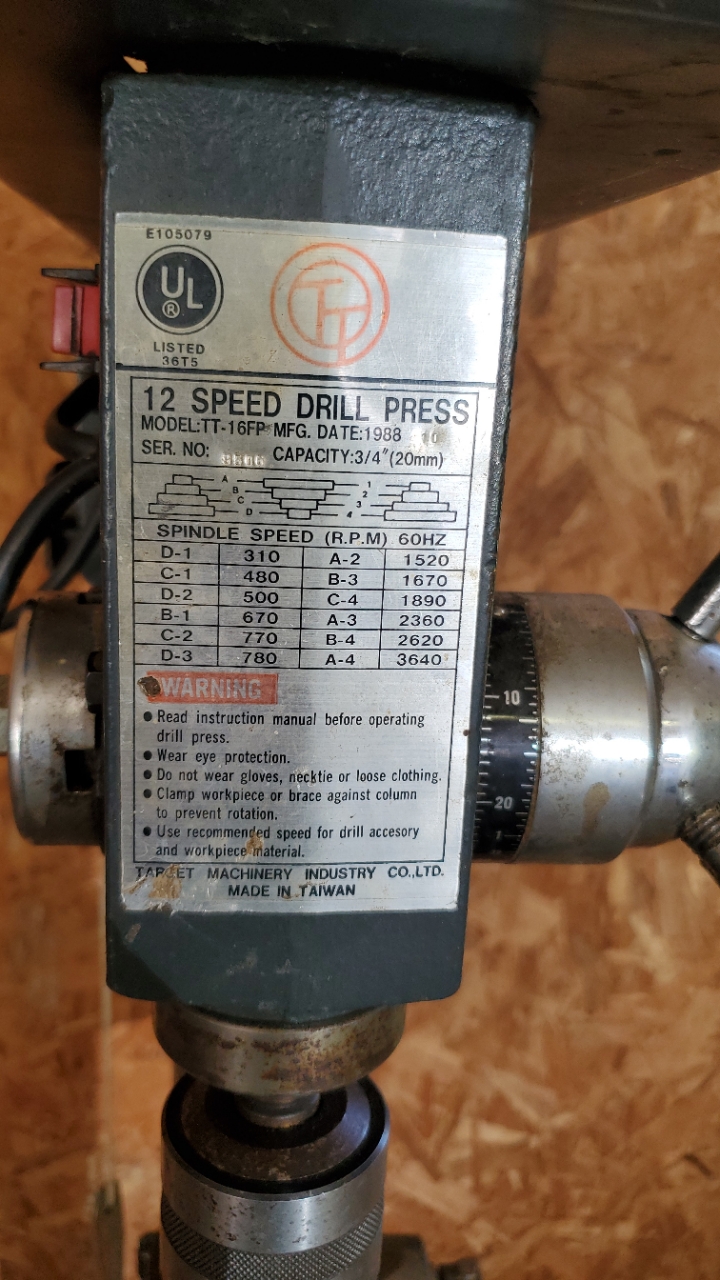 E105079
UL
®
LISTED
36T5
TT
12 SPEED DRILL PRESS
MODEL:TT-16FP MFG. DATE:1988 10
SER. NO: CAPACITY:3/4"(20mm)
A 1
B 2
C 3
D 4
SPINDLE SPEED (R.P.M) 60HZ
D-1 310 A-2 1520
C-1 480 B-3 1670
D-2 500 C-4 1890
B-1 670 A-3 2360
C-2 770 B-4 2620
D-3 780 A-4 3640
WARNING
● Read instruction manual before operating
drill press.
● Wear eye protection.
● Do not wear gloves, necktie or loose clothing.
● Clamp workpiece or brace against column
to prevent rotation.
● Use recommended speed for drill accesory
and workpiece material.
TARGET MACHINERY INDUSTRY CO.,LTD.
MADE IN TAIWAN
10
20